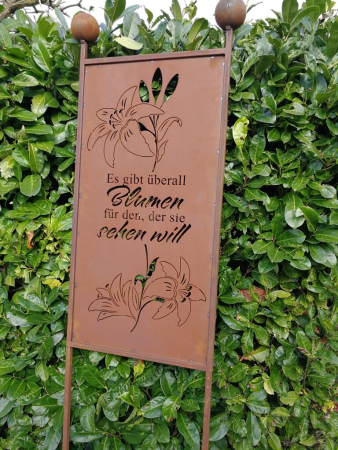 Es gibt überall
Blumen
für den, der sie
sehen will